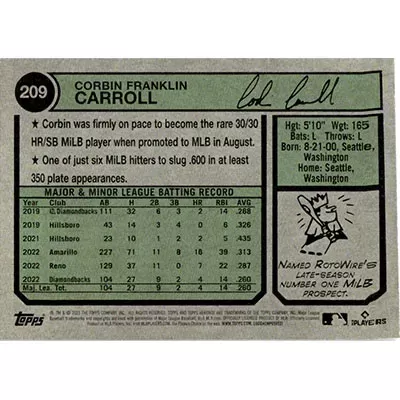 209
CORBIN FRANKLIN
CARROLL
Hgt: 5'10" Wgt: 165
Bats: L Throws: L
Born: 8-21-00, Seattle,
Washington
Home: Seattle,
Washington
★ Corbin was firmly on pace to become the rare 30/30
HR/SB MiLB player when promoted to MLB in August.
★ One of just six MiLB hitters to slug .600 in at least
350 plate appearances.
MAJOR & MINOR LEAGUE BATTING RECORD
Year Club AB H 2B 3B HR RBI AVG
2019 Diamondbacks 111 32 6 3 2 14 .288
2019 Hillsboro 43 14 3 4 0 6 .326
2021 Hillsboro 23 10 1 2 2 5 .435
2022 Amarillo 227 71 11 8 16 39 .313
2022 Reno 129 37 7 22 .287
2022 Diamondbacks 104 27 9 2 4 14 .260
Maj. Lea. Tot. 104 27 9 2 4 14 .260
NAMED ROTOWIRE'S
LATE-SEASON
NUMBER ONE MiLB
PROSPECT.
Topps
PLAYERS